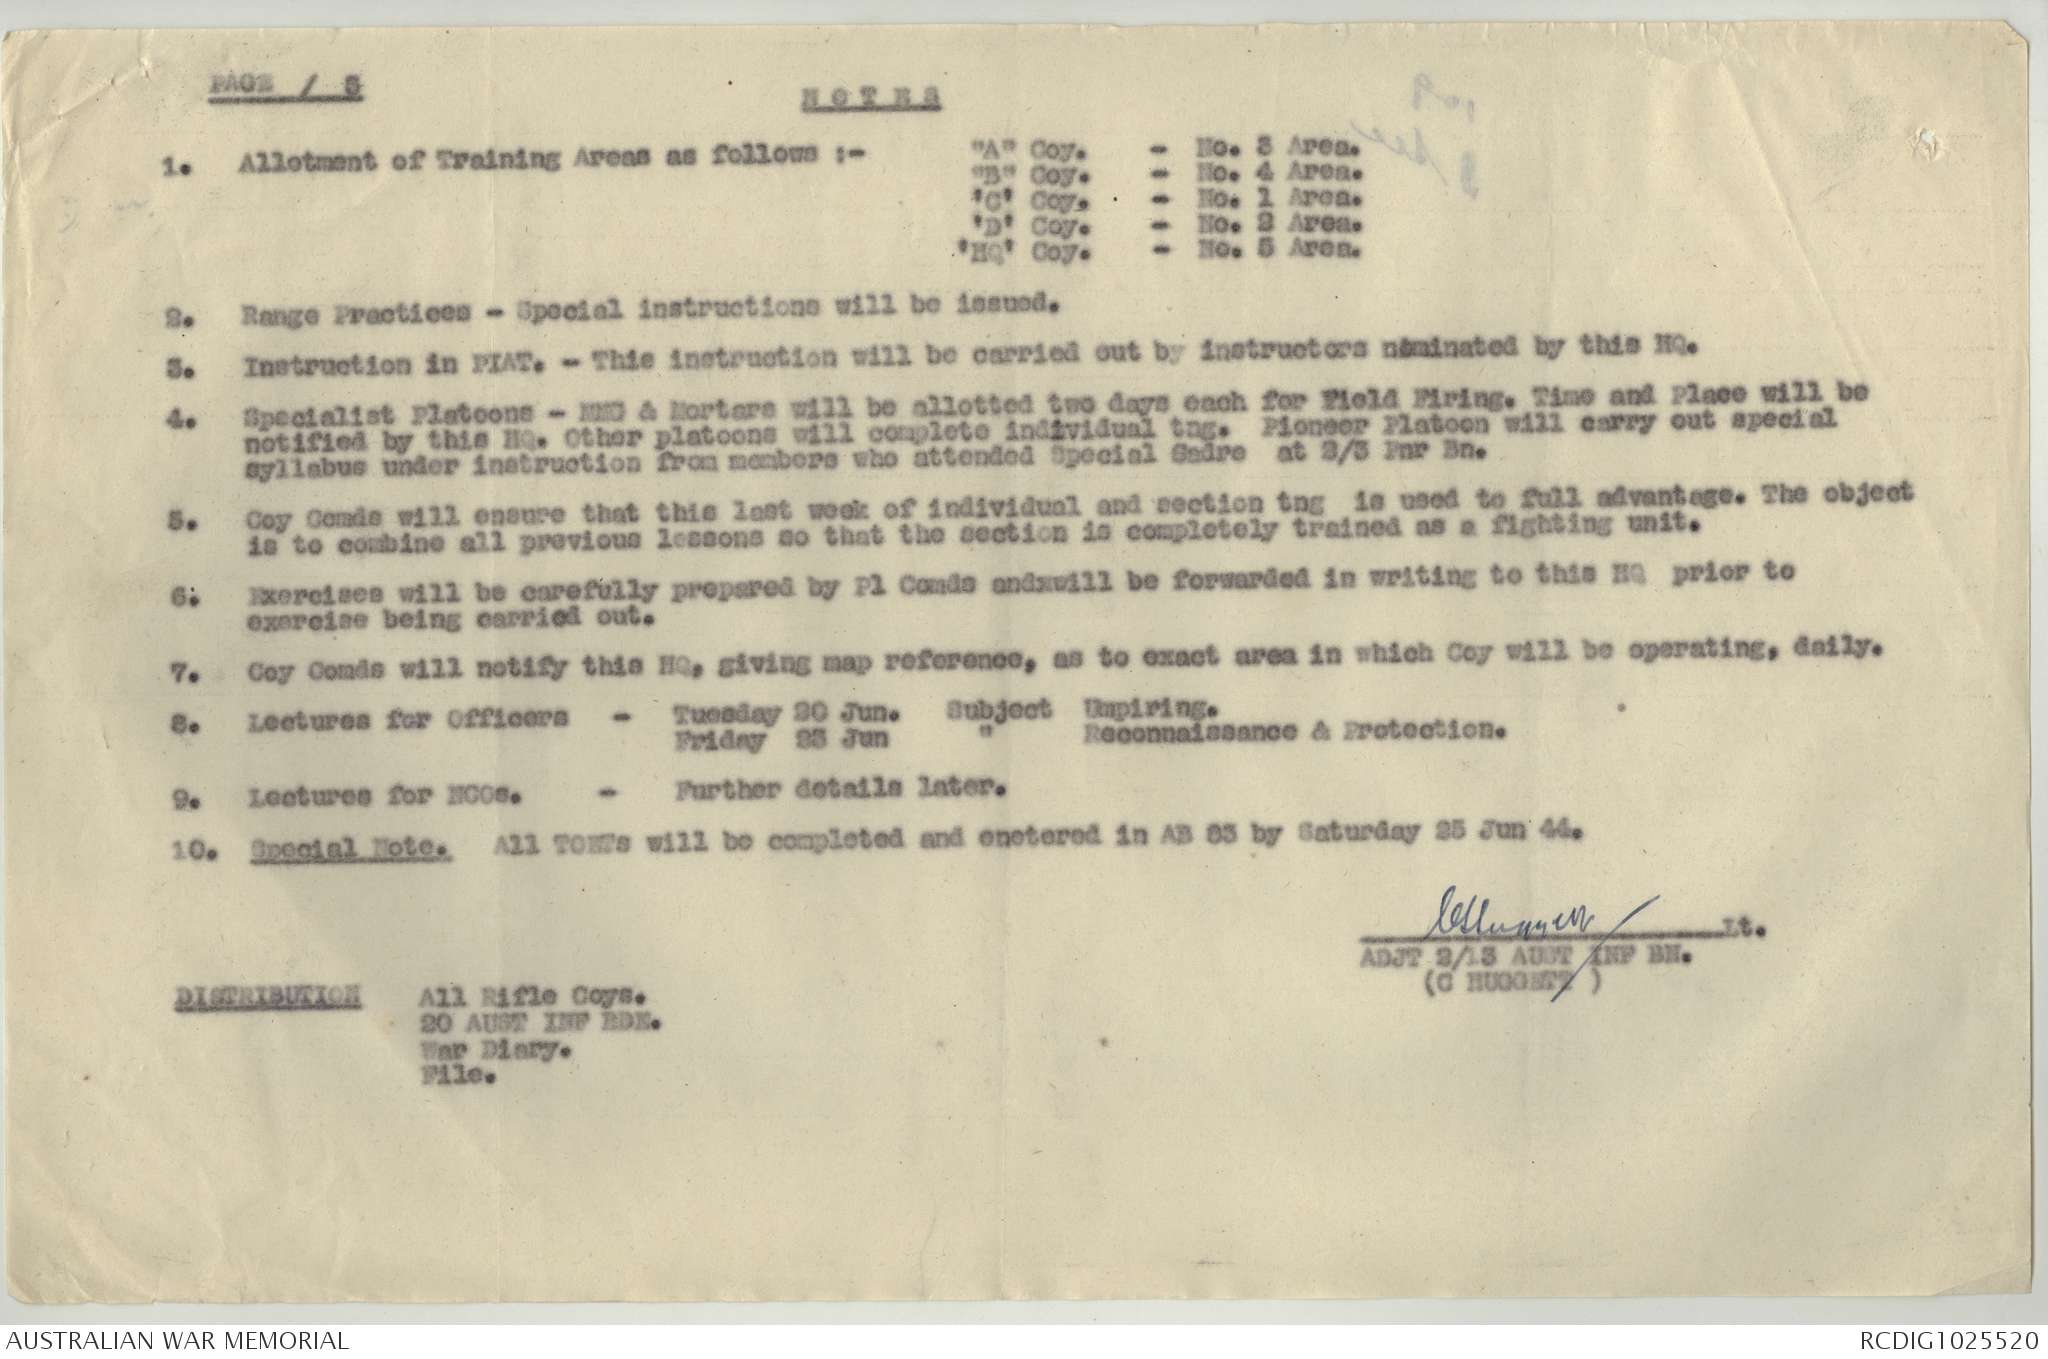 PAGE / 3
NOTES
1. Allotment of Training Areas as follows :- "A" Coy. - No. 3 Area.
"B" Coy. - No. 4 Area.
'C' Coy. - No. 1 Area.
'D' Coy. - No. 2 Area.
'HQ' Coy. - No. 5 Area.
2. Range Practices - Special instructions will be issued.
3. Instruction in PIAT. - This instruction will be carried out by instructors nominated by this HQ.
4. Specialist Platoons - MMG & Mortars will be allotted two days each for Field Firing. Time and Place will be
notified by this HQ. Other platoons will complete individual tng. Pioneer Platoon will carry out special
syllabus under instruction from members who attended Special Cadre at 2/3 Pnr Bn.
5. Coy Comds will ensure that this last week of individual and section tng is used to full advantage. The object
is to combine all previous lessons so that the section is completely trained as a fighting unit.
6. Exercises will be carefully prepared by Pl Comds andxwill be forwarded in writing to this HQ prior to
exercise being carried out.
7. Coy Comds will notify this HQ, giving map reference, as to exact area in which Coy will be operating, daily.
8. Lectures for Officers - Tuesday 20 Jun. Subject Umpiring.
Friday 23 Jun " Reconnaissance & Protection.
9. Lectures for NCOs. - Further details later.
10. Special Note. All TOETs will be completed and enetered in AB 83 by Saturday 25 Jun 44.
Lt.
ADJT 2/13 AUST INF BN.
(C HUGGETT )
DISTRIBUTION All Rifle Coys.
20 AUST INF BDE.
War Diary.
File.
AUSTRALIAN WAR MEMORIAL
RCDIG1025520